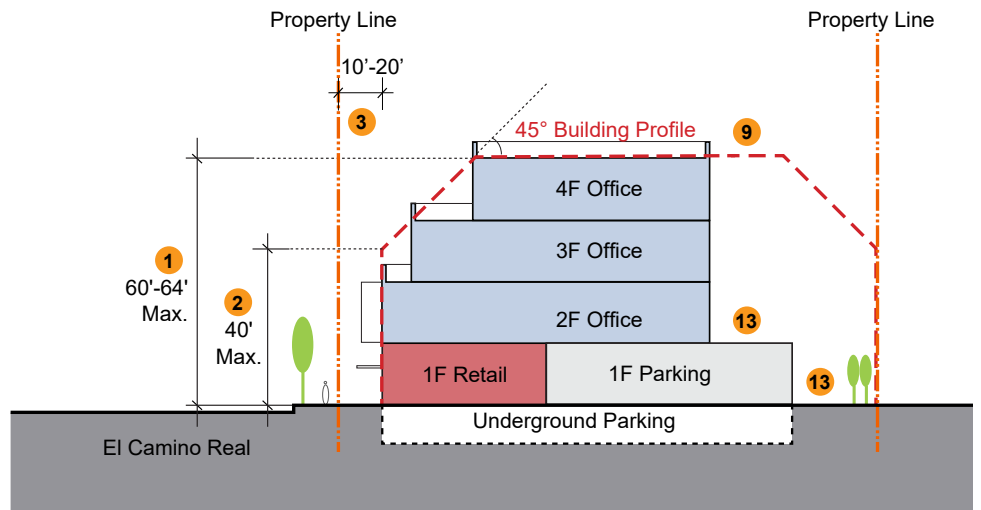 Property Line
Property Line
10’-20’
3
45° Building Profile
9
4F Office
3F Office
1
60'-64'
Max.
2
40'
Max.
2F Office
13
1F Retail
1F Parking
13
Underground Parking
El Camino Real